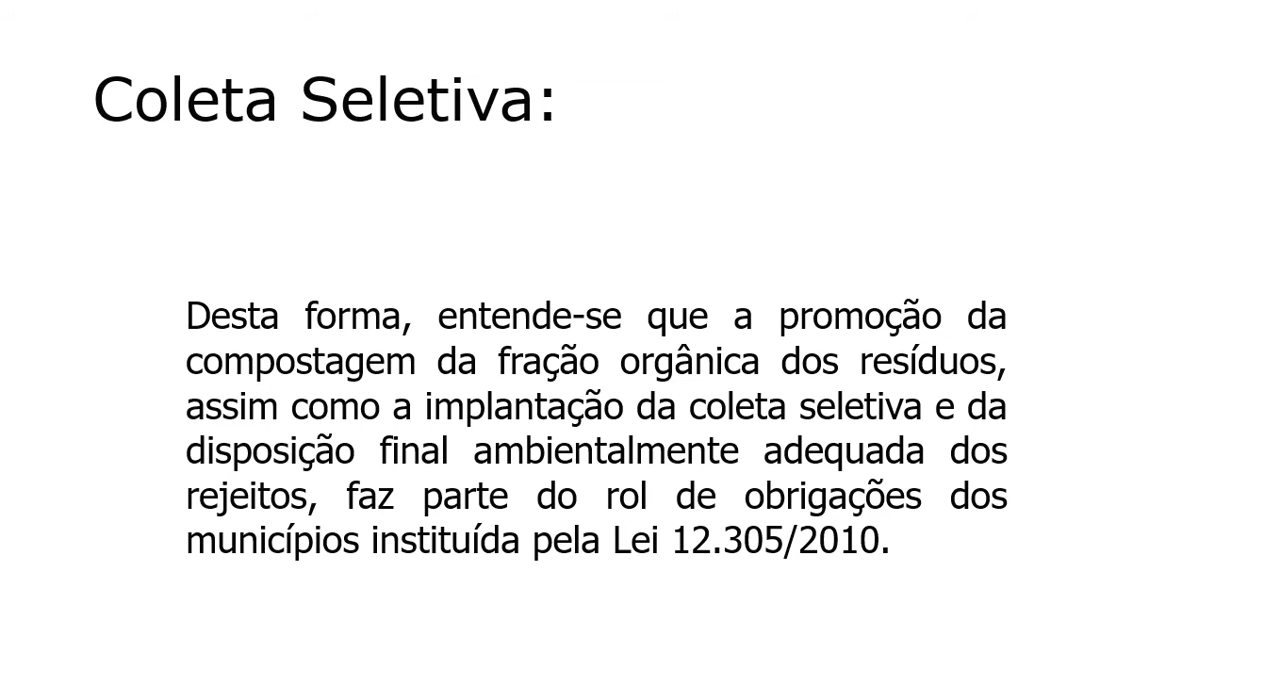 Coleta Seletiva:
Desta forma, entende-se que a promoção da
compostagem da fração orgânica dos resíduos,
assim como a implantação da coleta seletiva e da
disposição final ambientalmente adequada dos
rejeitos, faz parte do rol de obrigações dos
municípios instituída pela Lei 12.305/2010.